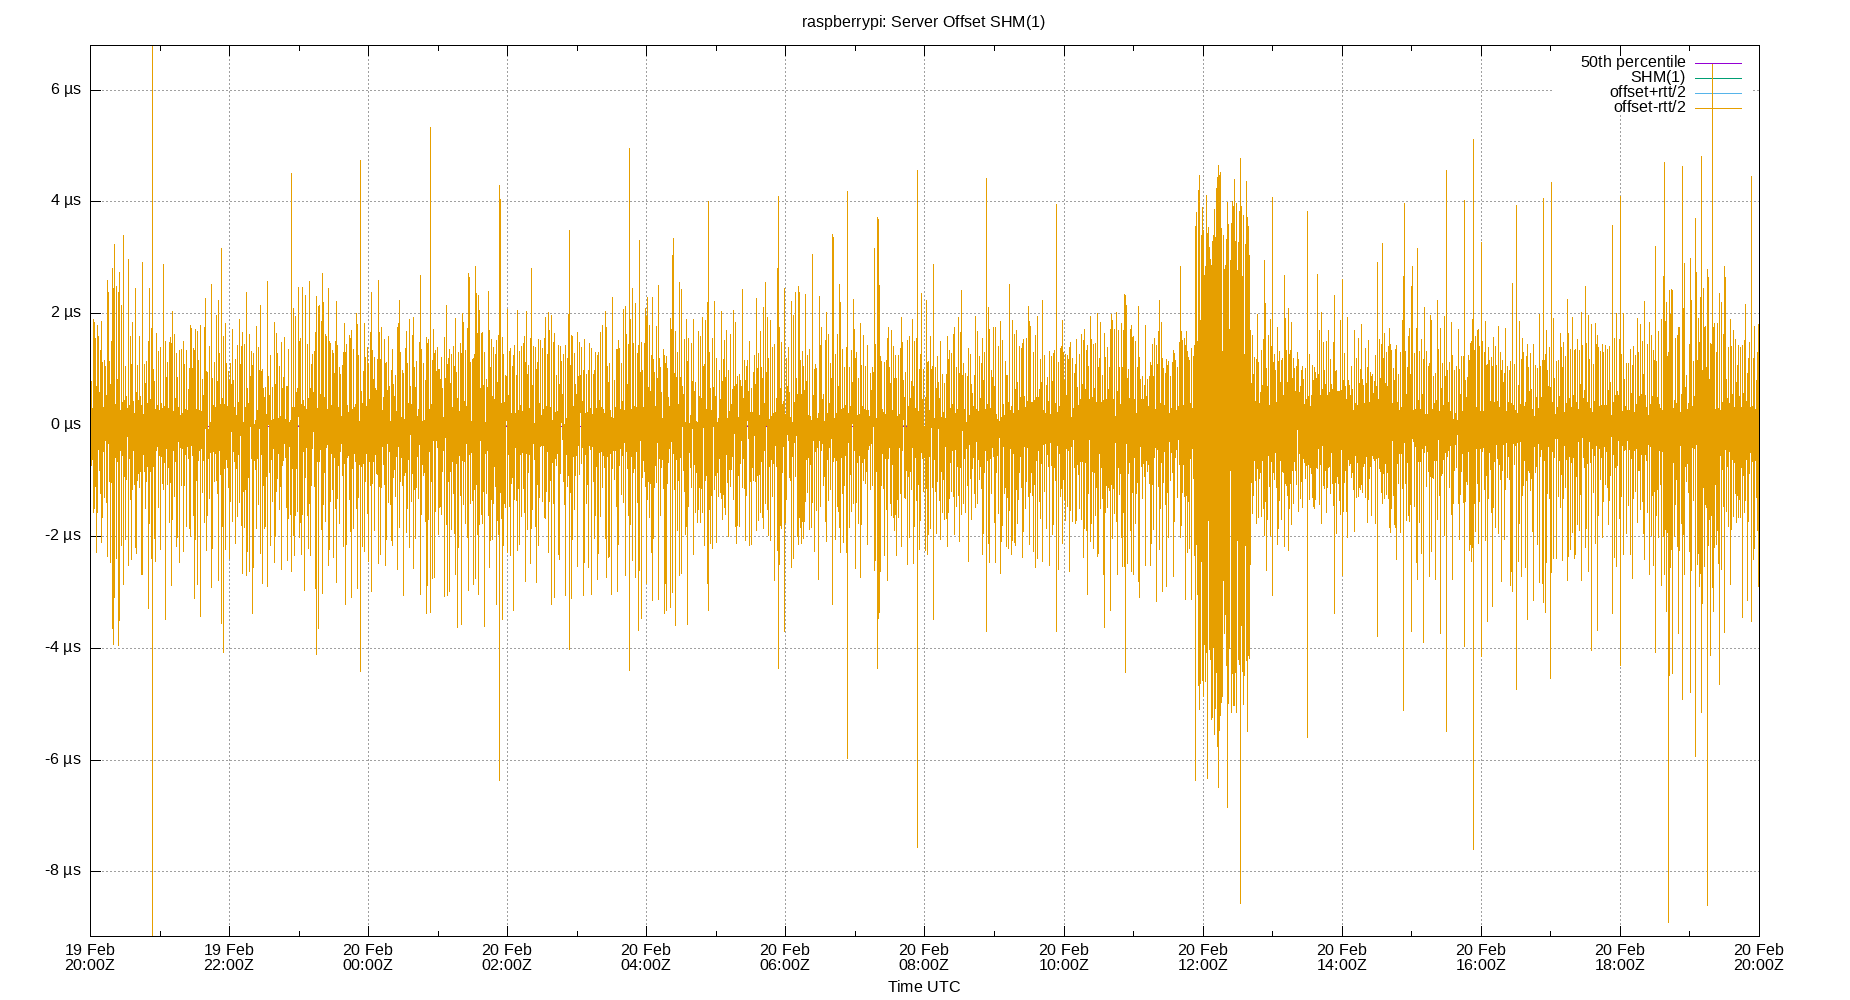 raspberrypi: Server Offset SHM(1)
50th percentile
SHM(1)
offset+rtt/2
offset-rtt/2
6 µs
4 µs
2 µs
0 µs
-2 µs
-4 µs
-6 µs
-8 µs
19 Feb 19 Feb 20 Feb 20 Feb 20 Feb 20 Feb 20 Feb 20 Feb 20 Feb 20 Feb 20 Feb 20 Feb 20 Feb
20:00Z 22:00Z 00:00Z 02:00Z 04:00Z 06:00Z 08:00Z 10:00Z 12:00Z 14:00Z 16:00Z 18:00Z 20:00Z
Time UTC